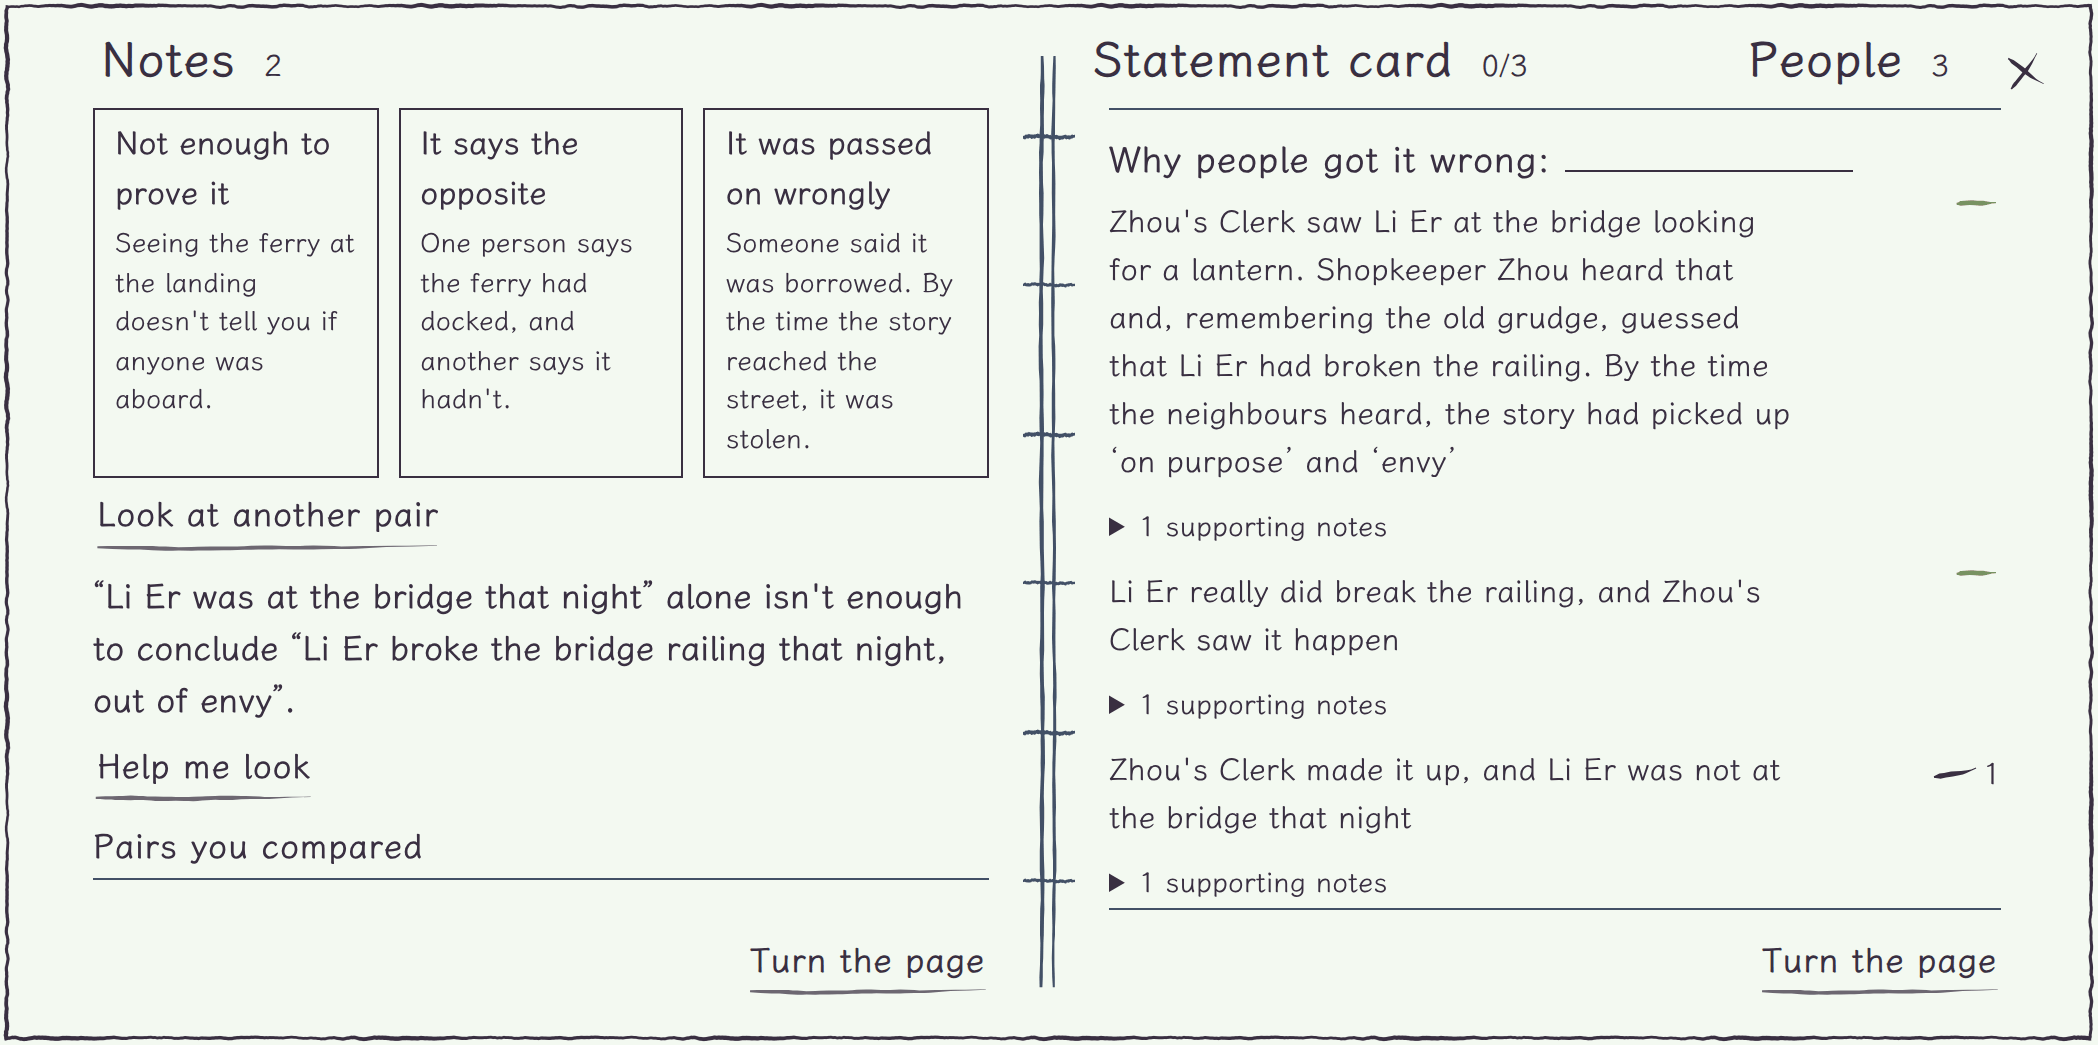 Notes 2
Not enough to
prove it
Seeing the ferry at
the landing
doesn't tell you if
anyone was
aboard.
It says the
opposite
One person says
the ferry had
docked, and
another says it
hadn't.
It was passed
on wrongly
Someone said it
was borrowed. By
the time the story
reached the
street, it was
stolen.
Look at another pair
“Li Er was at the bridge that night” alone isn't enough
to conclude “Li Er broke the bridge railing that night,
out of envy”.
Help me look
Pairs you compared
Turn the page
Statement card 0/3
People 3
Why people got it wrong:
Zhou's Clerk saw Li Er at the bridge looking
for a lantern. Shopkeeper Zhou heard that
and, remembering the old grudge, guessed
that Li Er had broken the railing. By the time
the neighbours heard, the story had picked up
‘on purpose’ and ‘envy’
1 supporting notes
Li Er really did break the railing, and Zhou's
Clerk saw it happen
1 supporting notes
Zhou's Clerk made it up, and Li Er was not at
the bridge that night
1
1 supporting notes
Turn the page